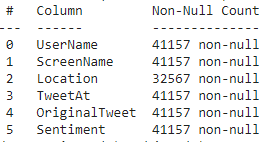 #   Column         Non-Null Count
---  ------         --------------
0   UserName       41157 non-null
1   ScreenName     41157 non-null
2   Location       32567 non-null
3   TweetAt        41157 non-null
4   OriginalTweet  41157 non-null
5   Sentiment      41157 non-null